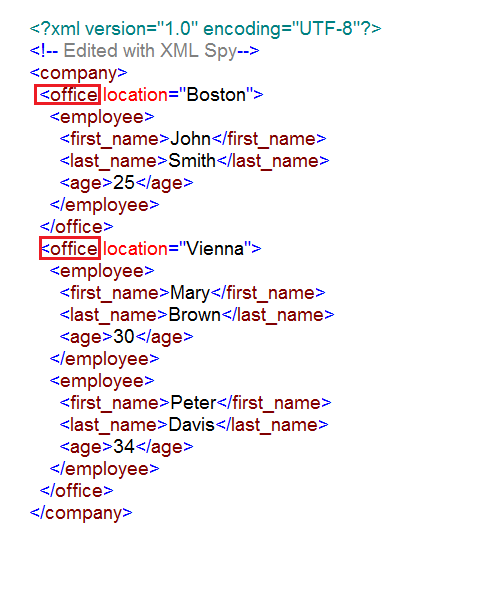 <?xml version="1.0" encoding="UTF-8"?>
<!-- Edited with XML Spy-->
<company>
<office location="Boston">
<employee>
<first_name>John</first_name>
<last_name>Smith</last_name>
<age>25</age>
</employee>
</office>
<office location="Vienna">
<employee>
<first_name>Mary</first_name>
<last_name>Brown</last_name>
<age>30</age>
</employee>
<employee>
<first_name>Peter</first_name>
<last_name>Davis</last_name>
<age>34</age>
</employee>
</office>
</company>